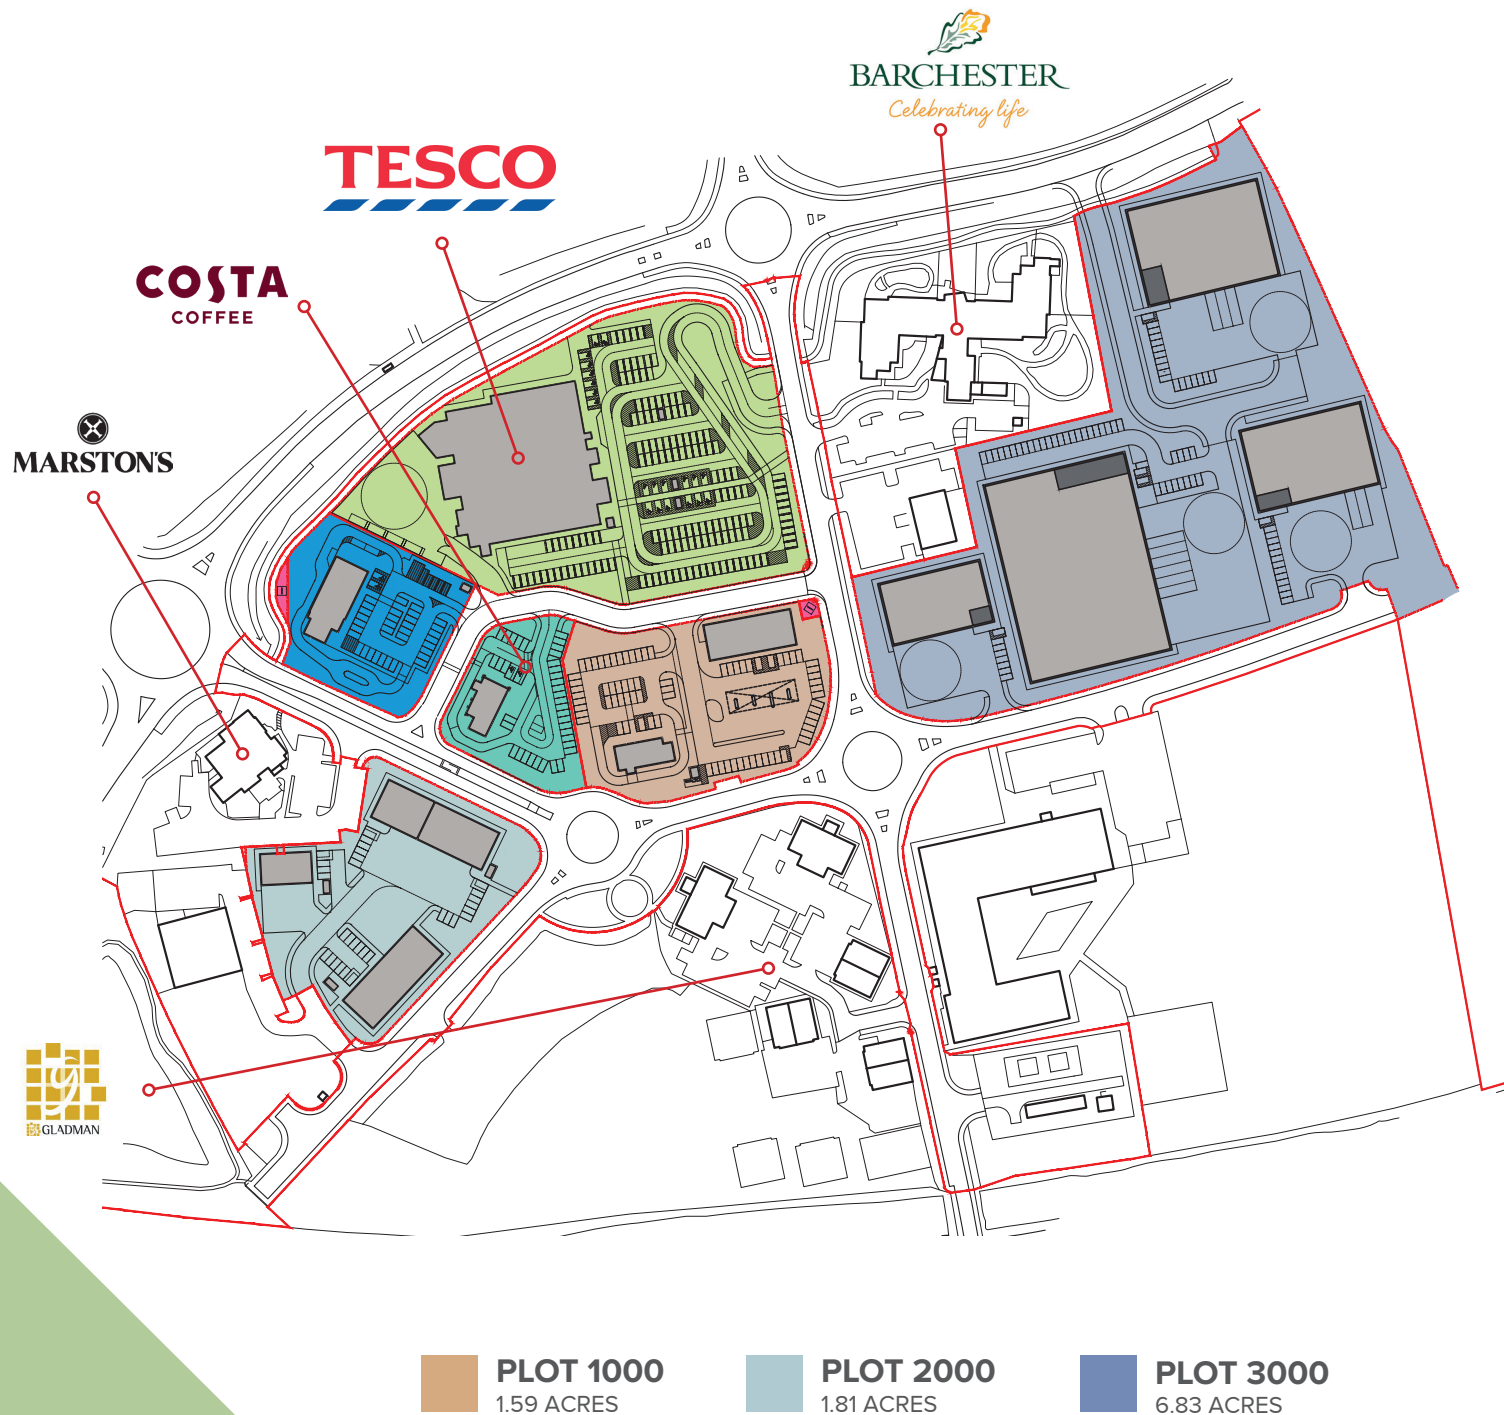 BARCHESTER
Celebrating life
TESCO
COSTA
COFFEE
MARSTON'S
g
GLADMAN
PLOT 1000
1.59 ACRES
PLOT 2000
1.81 ACRES
PLOT 3000
6.83 ACRES